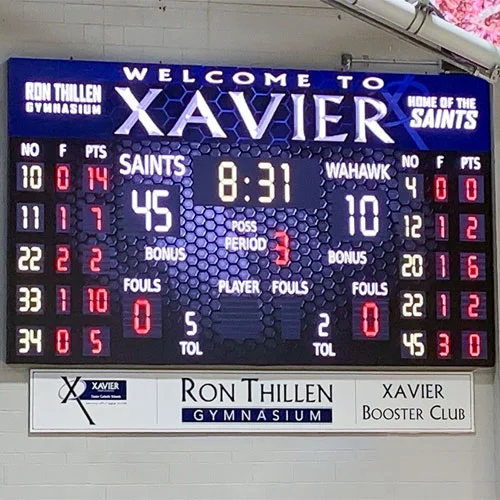 WELCOME TO
RON THILLEN
GYMNASIUM
XAVIER
HOME OF THE
SAINTS
NO F PTS
10 0 14
11 1 7
22 2 2
33 1 10
34 0 5
SAINTS
45
BONUS
FOULS
0
5
TOL
8:31
POSS
PERIOD 3
PLAYER FOULS
WAHAWK
10
BONUS
FOULS
0
2
TOL
NO F PTS
4 0 0
12 1 2
20 1 6
22 1 2
45 3 0
XAVIER
RON THILLEN
GYMNASIUM
XAVIER
BOOSTER CLUB